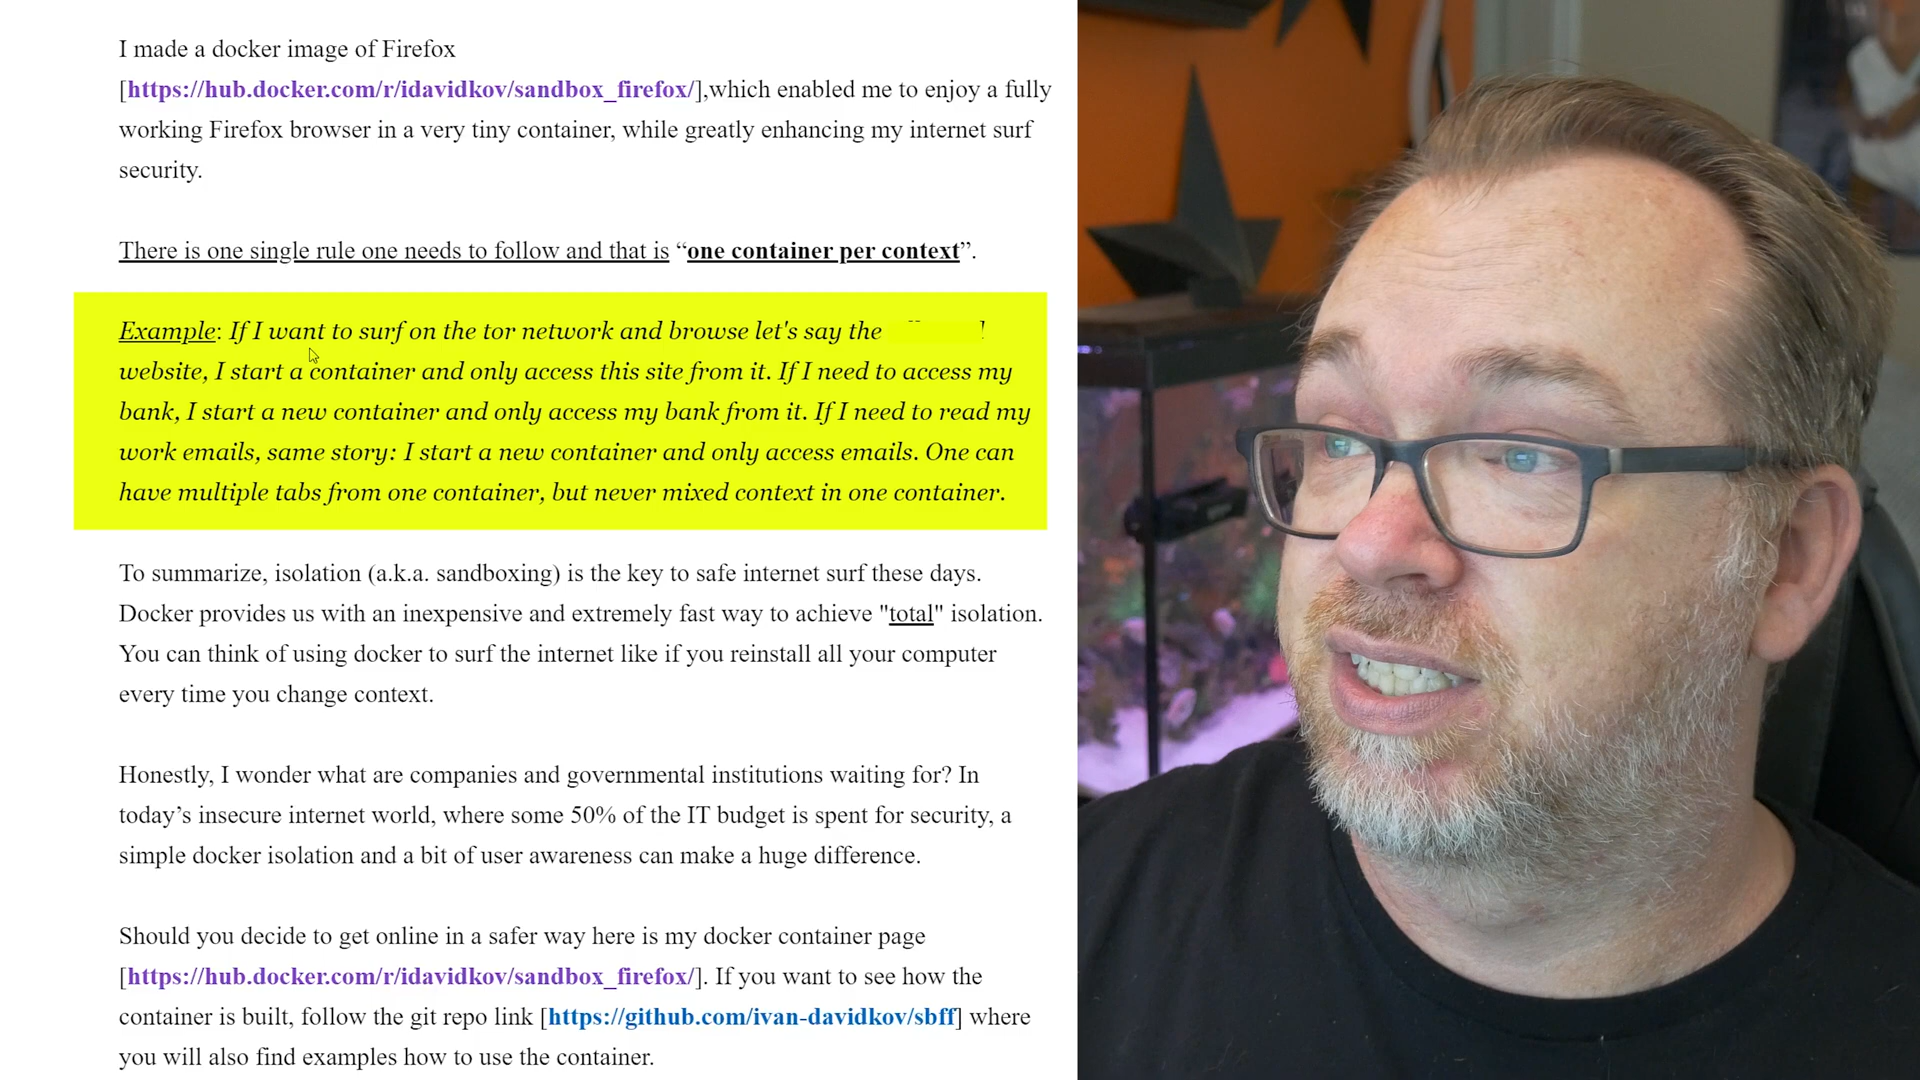 I made a docker image of Firefox
[https://hub.docker.com/r/idavidkov/sandbox_firefox/],which enabled me to enjoy a fully
working Firefox browser in a very tiny container, while greatly enhancing my internet surf
security.
There is one single rule one needs to follow and that is “one container per context”.
Example: If I want to surf on the tor network and browse let's say the
website, I start a container and only access this site from it. If I need to access my
bank, I start a new container and only access my bank from it. If I need to read my
work emails, same story: I start a new container and only access emails. One can
have multiple tabs from one container, but never mixed context in one container.
To summarize, isolation (a.k.a. sandboxing) is the key to safe internet surf these days.
Docker provides us with an inexpensive and extremely fast way to achieve "total" isolation.
You can think of using docker to surf the internet like if you reinstall all your computer
every time you change context.
Honestly, I wonder what are companies and governmental institutions waiting for? In
today’s insecure internet world, where some 50% of the IT budget is spent for security, a
simple docker isolation and a bit of user awareness can make a huge difference.
Should you decide to get online in a safer way here is my docker container page
[https://hub.docker.com/r/idavidkov/sandbox_firefox/]. If you want to see how the
container is built, follow the git repo link [https://github.com/ivan-davidkov/sbff] where
you will also find examples how to use the container.